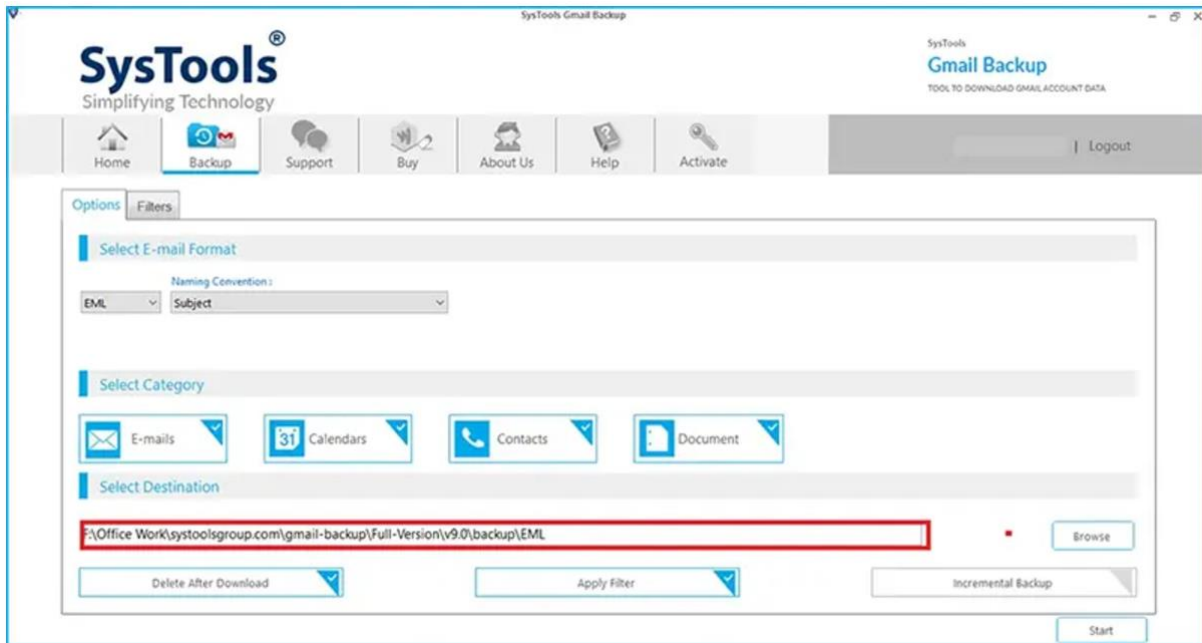 SysTools Gmail Backup
SysTools®
Simplifying Technology
SysTools
Gmail Backup
TOOL TO DOWNLOAD GMAIL ACCOUNT DATA
Home Backup Support Buy About Us Help Activate | Logout
Options Filters
Select E-mail Format
Naming Convention :
EML Subject
Select Category
E-mails 31 Calendars Contacts Document
Select Destination
F:\Office Work\systoolsgroup.com\gmail-backup\Full-Version\v9.0\backup\EML Browse
Delete After Download Apply Filter Incremental Backup
Start